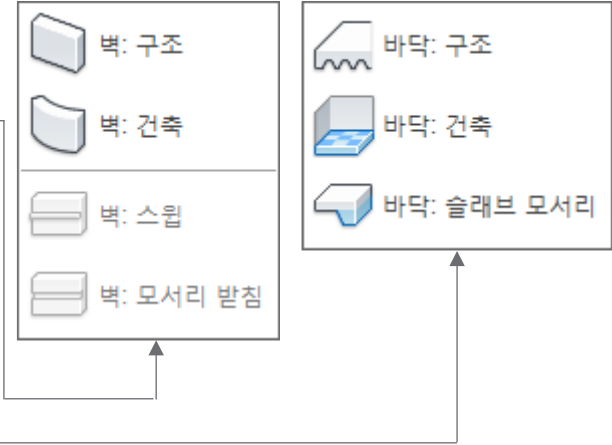 벽: 구조
벽: 건축
벽: 스윕
벽: 모서리 받침
바닥: 구조
바닥: 건축
바닥: 슬래브 모서리